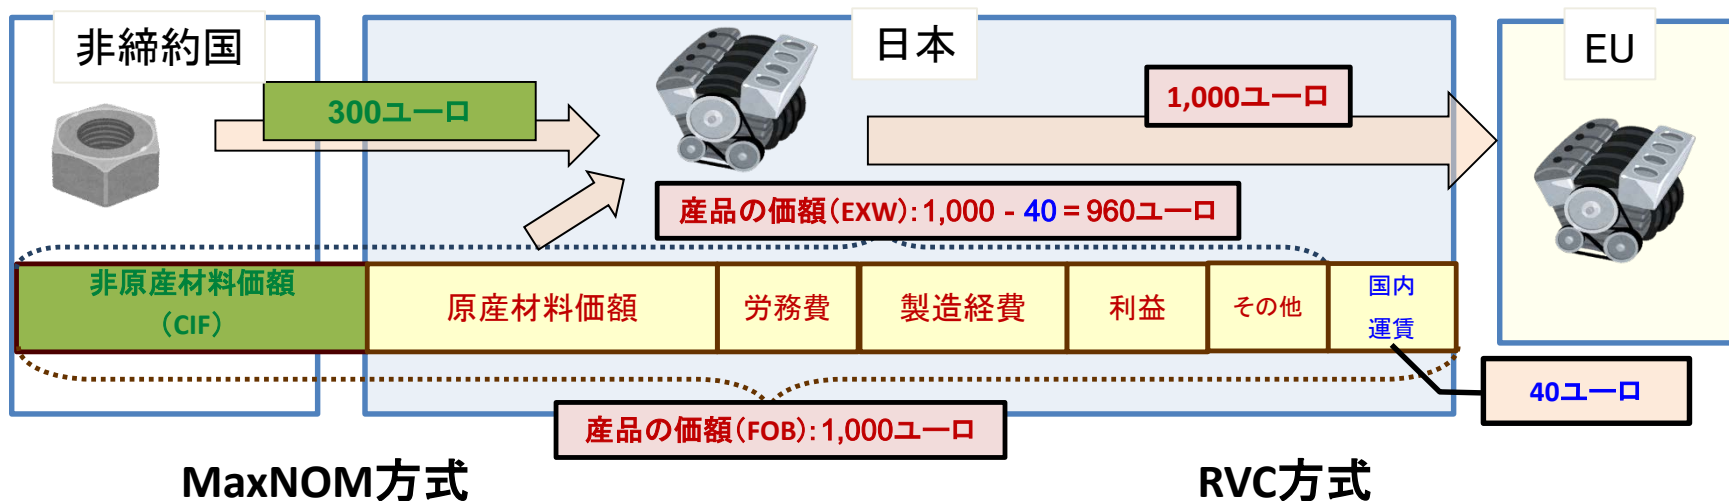 非締約国
日本
EU
300ユーロ
1,000ユーロ
産品の価額(EXW):1,000 - 40 = 960ユーロ
非原産材料価額
(CIF)
原産材料価額
労務費
製造経費
利益
その他
国内
運賃
40ユーロ
産品の価額(FOB):1,000ユーロ
MaxNOM方式
RVC方式